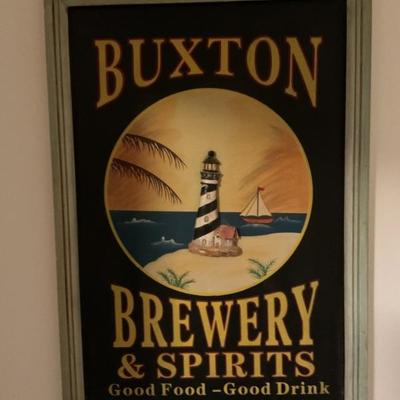 BUXTON
BREWERY
& SPIRITS
Good Food - Good Drink